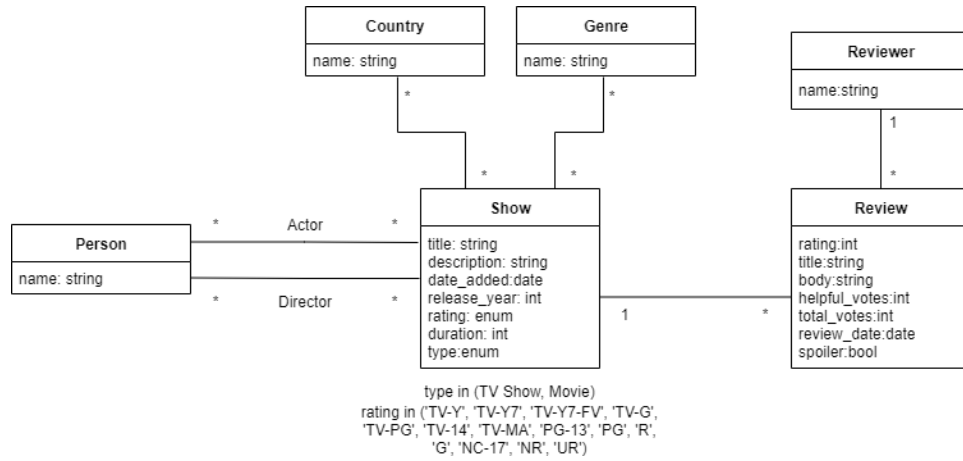 Country
name: string
Genre
name: string
Reviewer
name:string
*
*
1
*
*
*
Show
title: string
description: string
date_added:date
release_year: int
rating: enum
duration: int
type:enum
Review
rating:int
title:string
body:string
helpful_votes:int
total_votes:int
review_date:date
spoiler:bool
Person
name: string
* Actor *
* Director *
1 *
type in (TV Show, Movie)
rating in ('TV-Y', 'TV-Y7', 'TV-Y7-FV', 'TV-G',
'TV-PG', 'TV-14', 'TV-MA', 'PG-13', 'PG', 'R',
'G', 'NC-17', 'NR', 'UR')